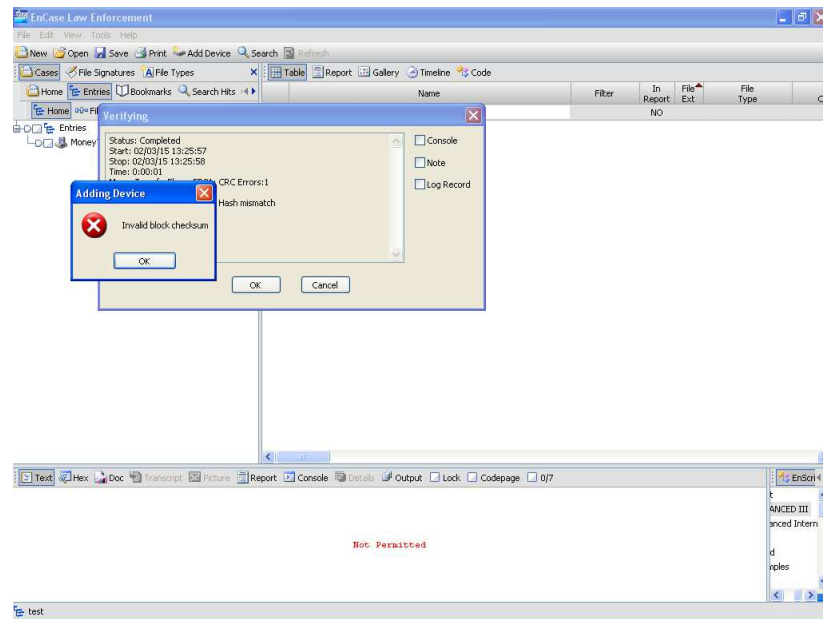 EnCase Law Enforcement
File Edit View Tools Help
New Open Save Print Add Device Search Refresh
Cases File Signatures File Types Table Report Gallery Timeline Code
Home Entries Bookmarks Search Hits
Name Filter In Report File Ext File Type
Home
NO
Entries
Money
Verifying
Status: Completed
Start: 02/03/15 13:25:57
Stop: 02/03/15 13:25:58
Time: 0:00:01
CRC Errors:1
Hash mismatch
Console
Note
Log Record
OK Cancel
Adding Device
Invalid block checksum
OK
Text Hex Doc Transcript Picture Report Console Details Output Lock Codepage 0/7
Not Permitted
EnScri
t
ANCED III
anced Intern
d
mples
test